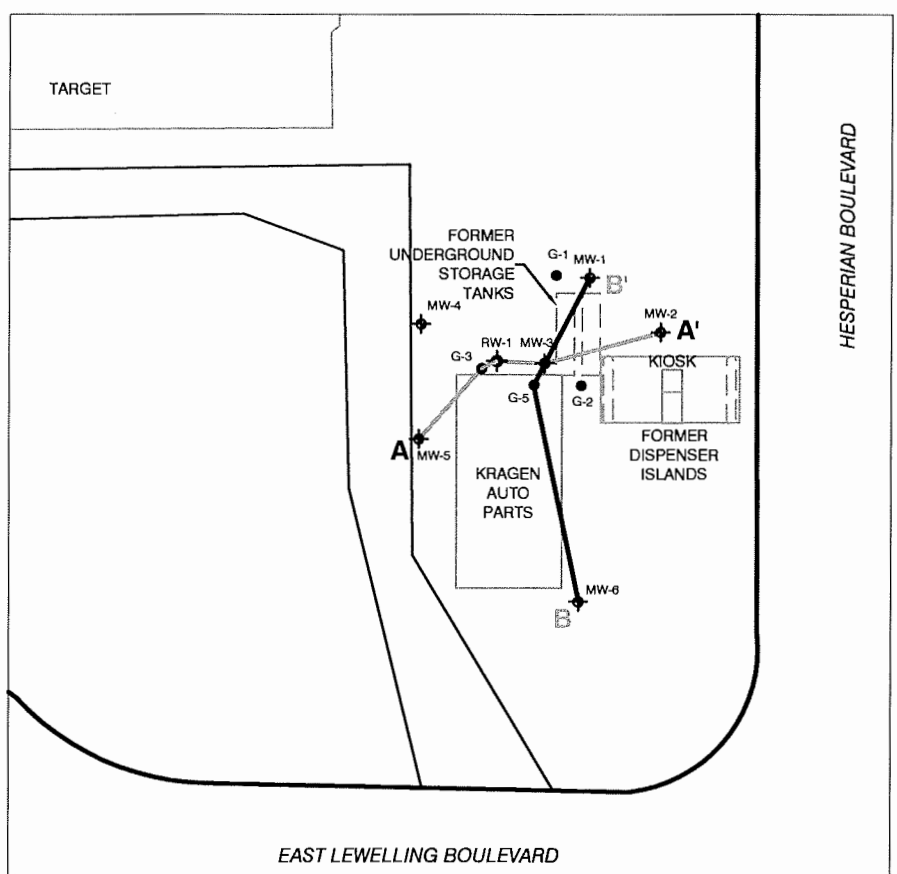 TARGET
HESPERIAN BOULEVARD
FORMER
UNDERGROUND
STORAGE
TANKS
G-1
MW-1
B'
MW-4
MW-2
A'
RW-1
MW-3
G-3
KIOSK
G-5
G-2
A
MW-5
FORMER
DISPENSER
ISLANDS
KRAGEN
AUTO
PARTS
MW-6
B
EAST LEWELLING BOULEVARD